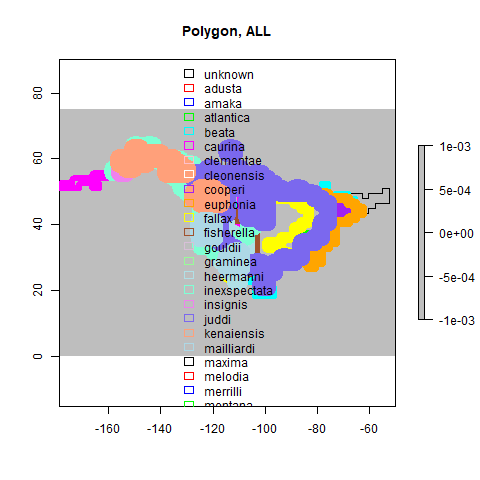 Polygon, ALL
unknown
adusta
amaka
atlantica
beata
caurina
clementae
cleonensis
cooperi
euphonia
fallax
fisherella
gouldii
graminea
heermanni
inexspectata
insignis
juddi
kenaiensis
mailliardi
maxima
melodia
merrilli
montana
80
60
40
20
0
-160
-140
-120
-100
-80
-60
1e-03
5e-04
0e+00
-5e-04
-1e-03